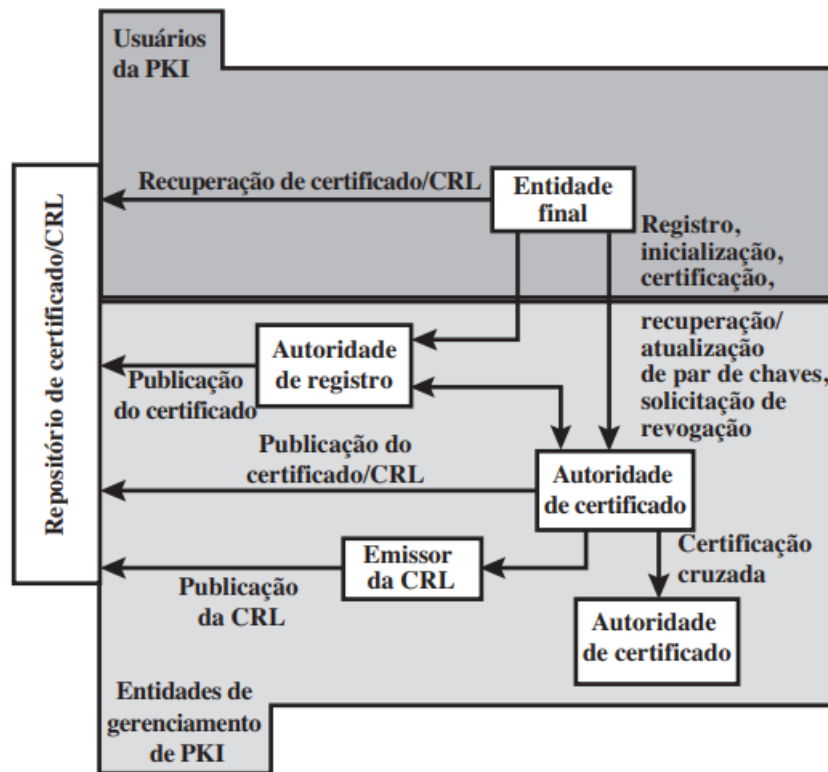 Usuários
da PKI
Repositório de certificado/CRL
Recuperação de certificado/CRL
Entidade
final
Registro,
inicialização,
certificação,
recuperação/
atualização
de par de chaves,
solicitação de
revogação
Autoridade
de registro
Publicação
do certificado
Publicação do
certificado/CRL
Autoridade
de certificado
Emissor
da CRL
Publicação
da CRL
Certificação
cruzada
Autoridade
de certificado
Entidades de
gerenciamento
de PKI